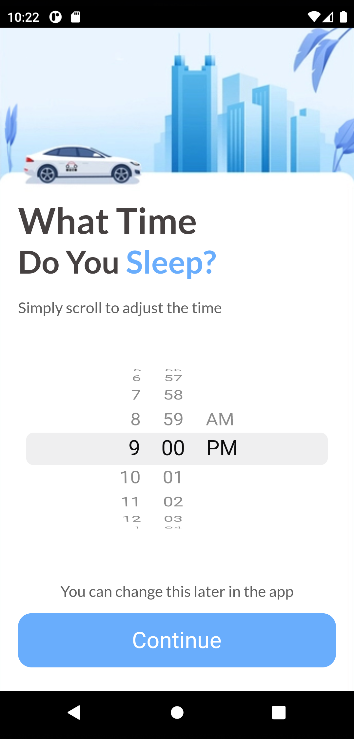 10:22
What Time
Do You Sleep?
Simply scroll to adjust the time
6 57
7 58
8 59 AM
9 00 PM
10 01
11 02
12 03
You can change this later in the app
Continue